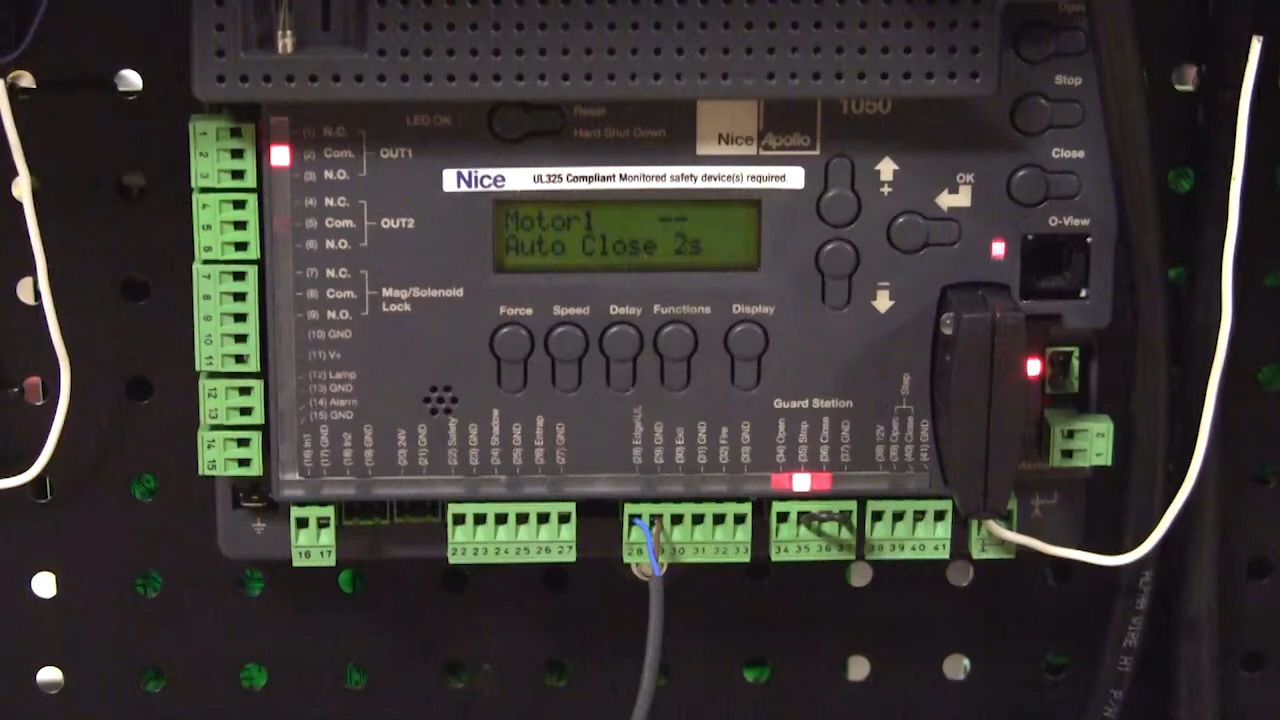 Open
Stop
Close
O-View
LED OK
Reset
Hard Shut Down
Nice Apollo
1050
OK
Nice UL325 Compliant Monitored safety device(s) required.
Motor1 --
Auto Close 2s
+
−
Force Speed Delay Functions Display
(1) N.C.
(2) Com.
(3) N.O.
OUT1
(4) N.C.
(5) Com.
(6) N.O.
OUT2
(7) N.C.
(8) Com.
(9) N.O.
Mag/Solenoid
Lock
(10) GND
(11) V+
(12) Lamp
(13) GND
(14) Alarm
(15) GND
(16) In1
(17) GND
(18) In2
(19) GND
(20) 24V
(21) GND
(22) Safety
(23) GND
(24) Shadow
(25) GND
(26) Entrap
(27) GND
(28) Edge/UL
(29) GND
(30) Exit
(31) GND
(32) Fire
(33) GND
Guard Station
(34) Open
(35) Stop
(36) Close
(37) GND
(38) 12V
(39) Open
(40) Close
(41) GND
Step
1
2
3
4
5
6
7
8
9
10
11
12
13
14
15
16 17
22 23 24 25 26 27
28 29 30 31 32 33
34 35 36 37
38 39 40 41
2
1
ALPHA WIRE